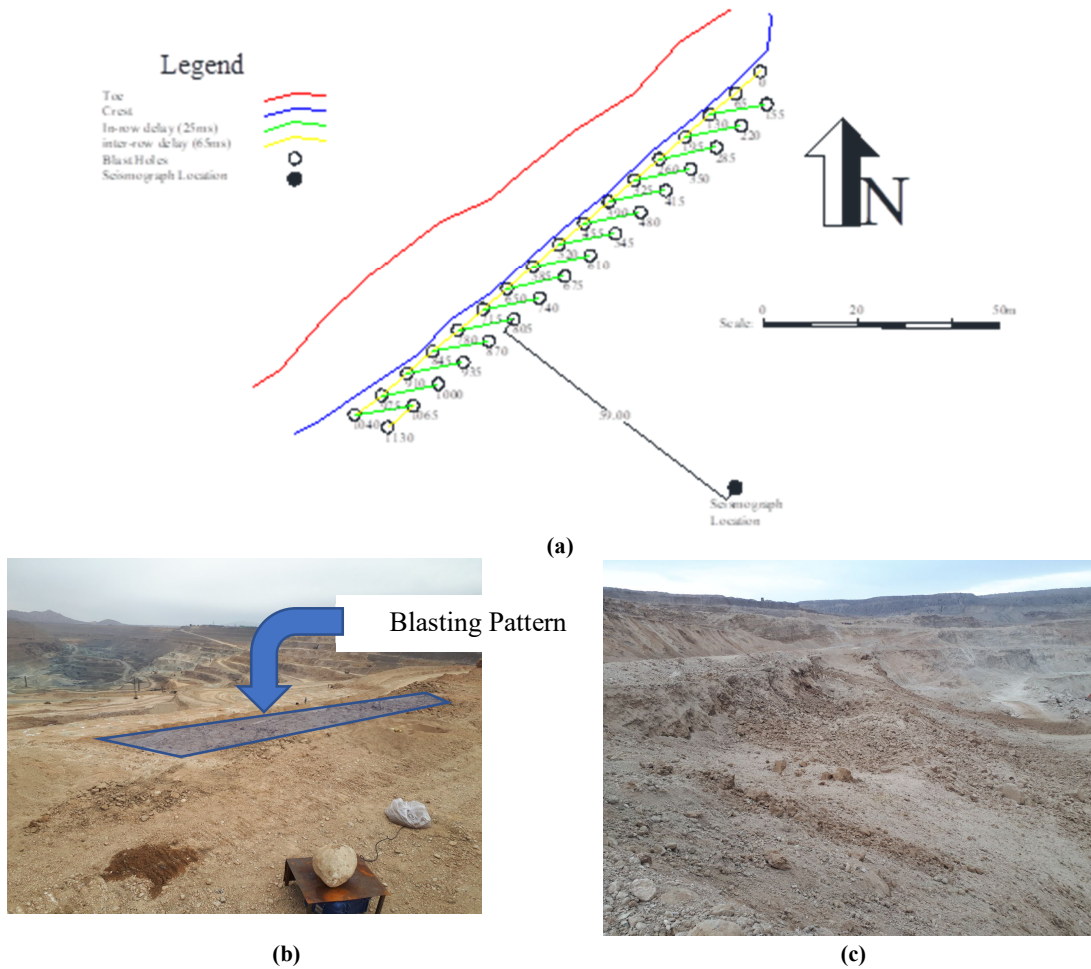 Legend
Toe
Crest
In-row delay (25ms)
inter-row delay (65ms)
Blast Holes
Seismograph Location
0
65
155
130
220
195
285
260
350
325
415
390
480
455
545
520
610
585
675
650
740
715
805
780
870
845
935
910
1000
975
1065
1040
1130
N
0
20
50m
Scale:
59.00
Seismograph
Location
(a)
Blasting Pattern
(b)
(c)